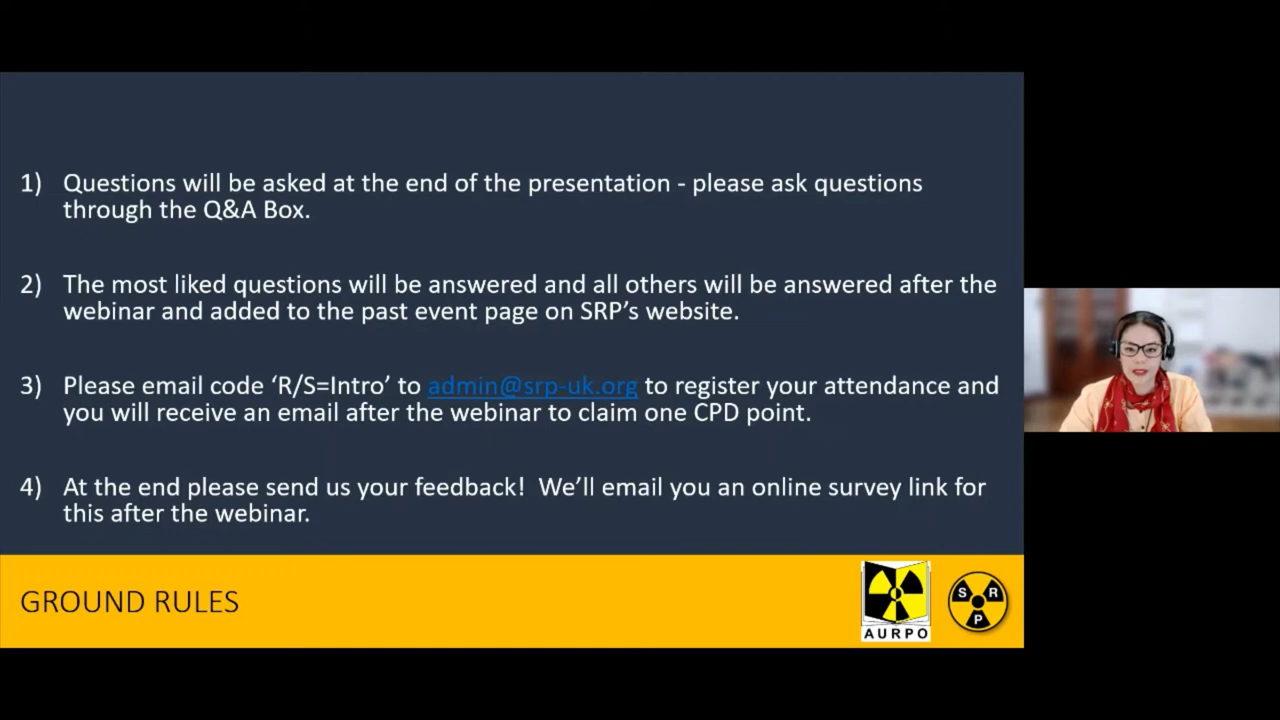 1) Questions will be asked at the end of the presentation - please ask questions
through the Q&A Box.
2) The most liked questions will be answered and all others will be answered after the
webinar and added to the past event page on SRP's website.
3) Please email code ‘R/S=Intro’ to admin@srp-uk.org to register your attendance and
you will receive an email after the webinar to claim one CPD point.
4) At the end please send us your feedback! We’ll email you an online survey link for
this after the webinar.
GROUND RULES
AURPO
S R
P